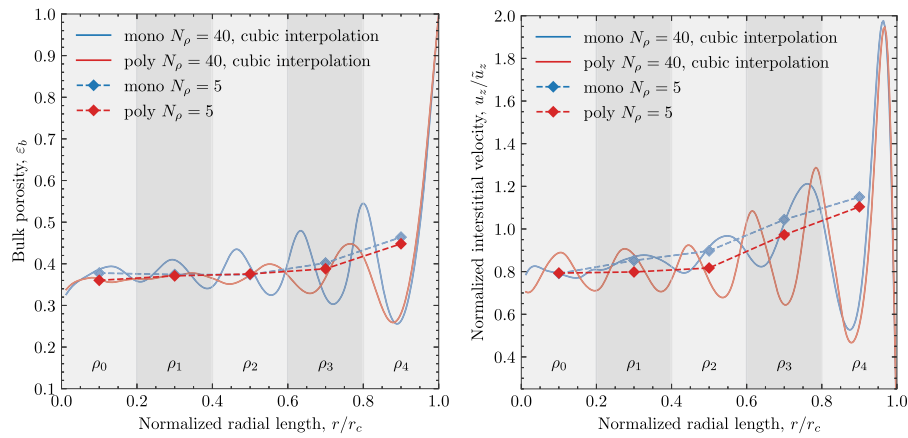 mono N_ρ = 40, cubic interpolation
poly N_ρ = 40, cubic interpolation
mono N_ρ = 5
poly N_ρ = 5
Bulk porosity, ε_b
1.0
0.9
0.8
0.7
0.6
0.5
0.4
0.3
0.2
0.1
ρ_0 ρ_1 ρ_2 ρ_3 ρ_4
0.0 0.2 0.4 0.6 0.8 1.0
Normalized radial length, r/r_c
mono N_ρ = 40, cubic interpolation
poly N_ρ = 40, cubic interpolation
mono N_ρ = 5
poly N_ρ = 5
Normalized interstitial velocity, u_z/ũ_z
2.0
1.8
1.6
1.4
1.2
1.0
0.8
0.6
0.4
ρ_0 ρ_1 ρ_2 ρ_3 ρ_4
0.0 0.2 0.4 0.6 0.8 1.0
Normalized radial length, r/r_c